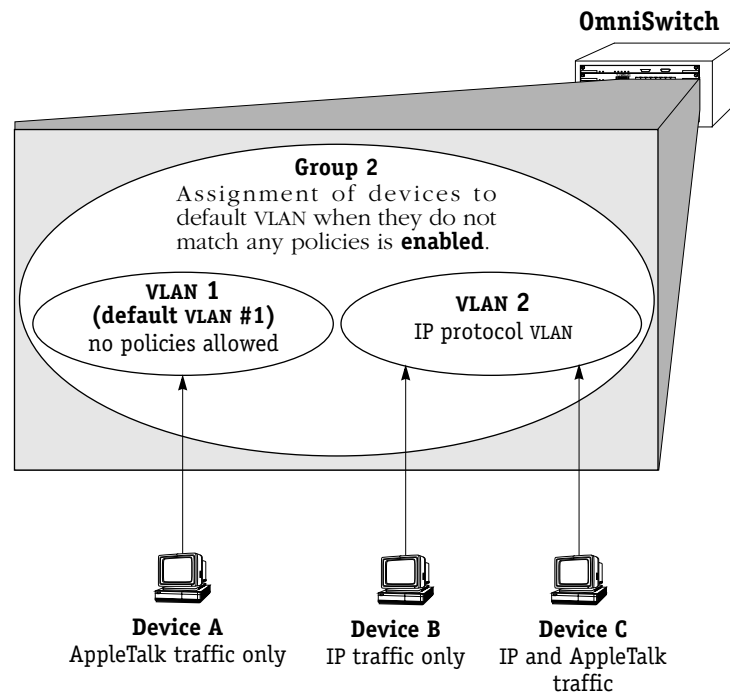 OmniSwitch
Group 2
Assignment of devices to
default VLAN when they do not
match any policies is enabled.
VLAN 1
(default VLAN #1)
no policies allowed
VLAN 2
IP protocol VLAN
Device A
AppleTalk traffic only
Device B
IP traffic only
Device C
IP and AppleTalk
traffic